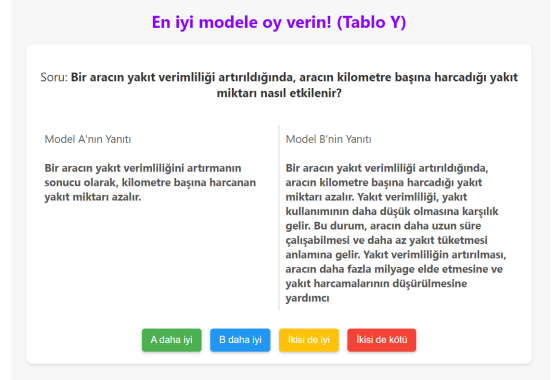 En iyi modele oy verin! (Tablo Y)
Soru: Bir aracın yakıt verimliliği artırıldığında, aracın kilometre başına harcadığı yakıt
miktarı nasıl etkilenir?
Model A'nın Yanıtı
Bir aracın yakıt verimliliğini artırmanın
sonucu olarak, kilometre başına harcanan
yakıt miktarı azalır.
Model B'nin Yanıtı
Bir aracın yakıt verimliliği artırıldığında,
aracın kilometre başına harcadığı yakıt
miktarı azalır. Yakıt verimliliği, yakıt
kullanımının daha düşük olmasına karşılık
gelir. Bu durum, aracın daha uzun süre
çalışabilmesi ve daha az yakıt tüketmesi
anlamına gelir. Yakıt verimliliğin artırılması,
aracın daha fazla milyage elde etmesine ve
yakıt harcamalarının düşürülmesine
yardımcı
A daha iyi
B daha iyi
İkisi de iyi
İkisi de kötü